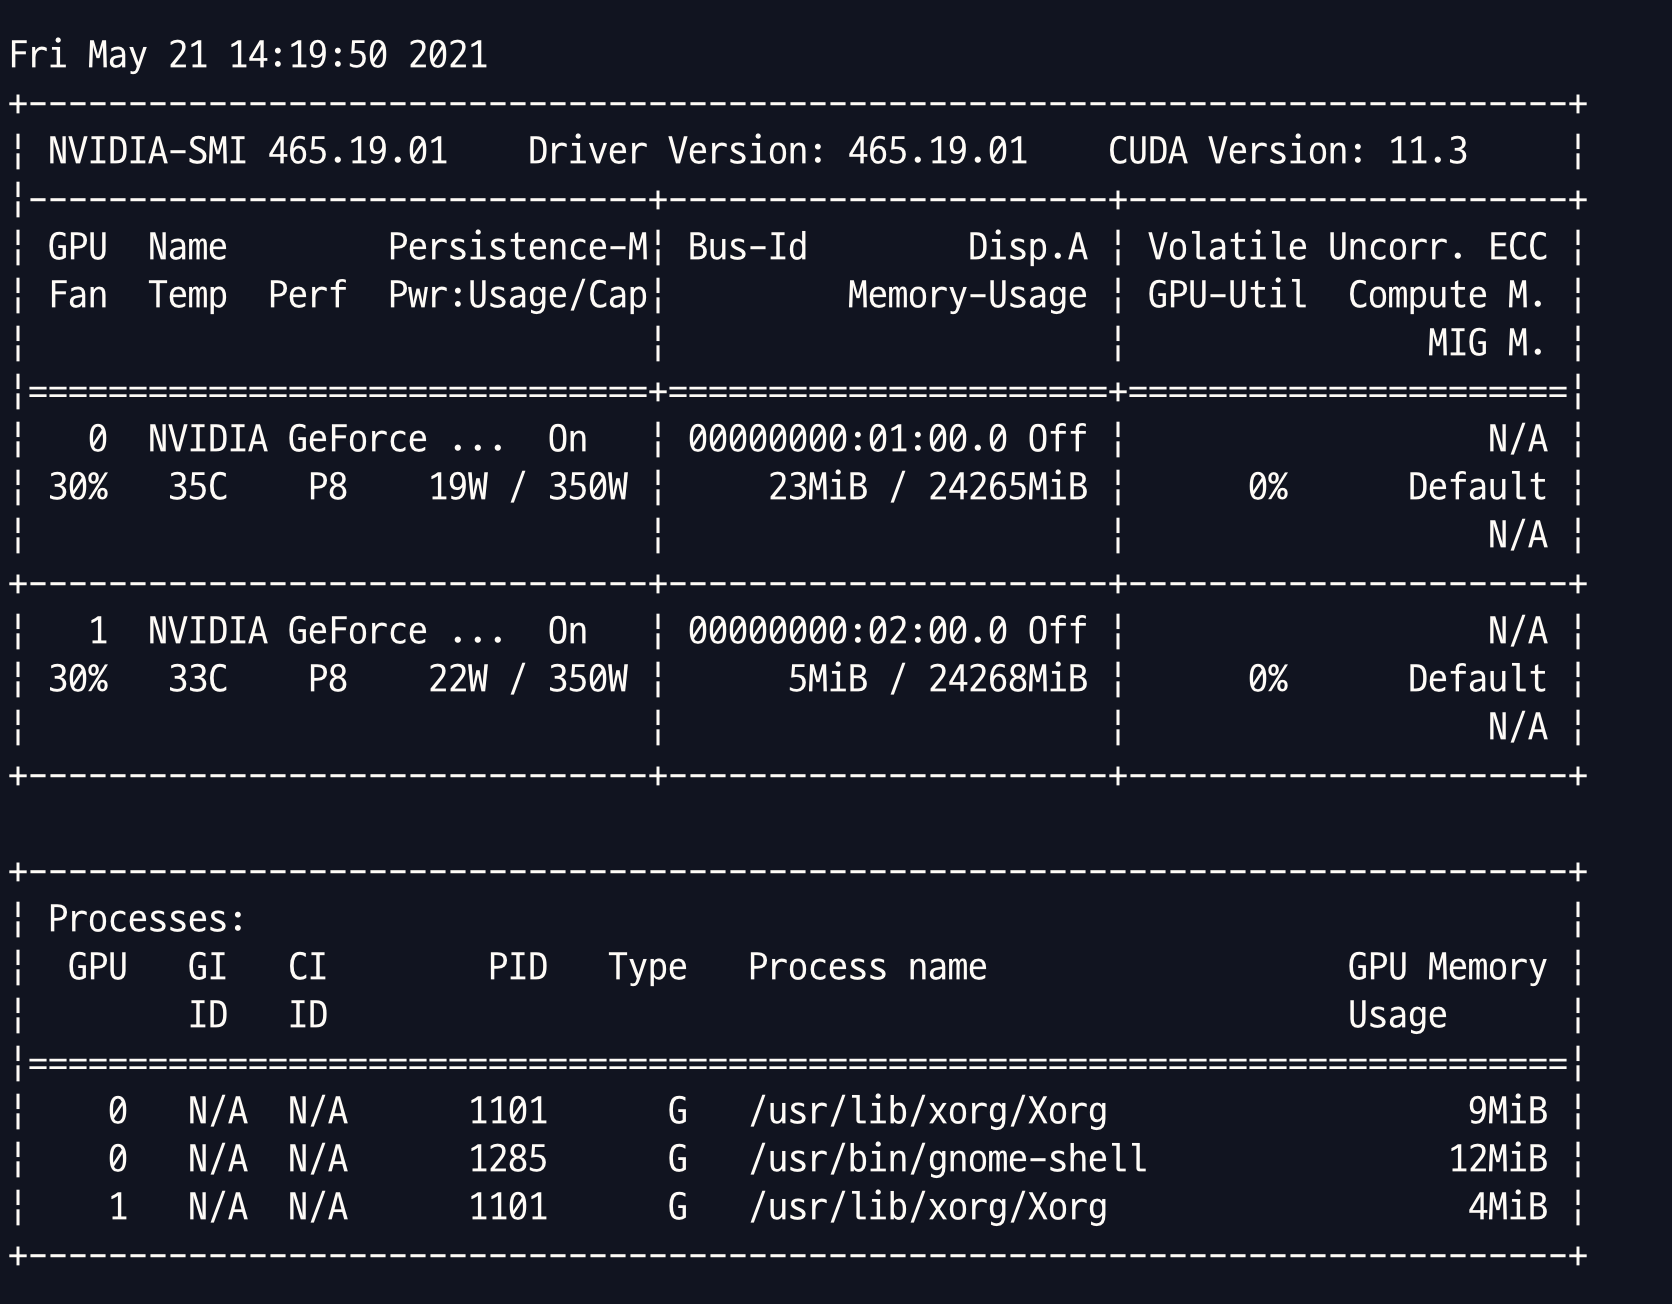 Fri May 21 14:19:50 2021
+-----------------------------------------------------------------------------+
| NVIDIA-SMI 465.19.01    Driver Version: 465.19.01    CUDA Version: 11.3     |
|-------------------------------+----------------------+----------------------+
| GPU  Name        Persistence-M| Bus-Id        Disp.A | Volatile Uncorr. ECC |
| Fan  Temp  Perf  Pwr:Usage/Cap|         Memory-Usage | GPU-Util  Compute M. |
|                               |                      |               MIG M. |
|===============================+======================+======================|
|   0  NVIDIA GeForce ...  On   | 00000000:01:00.0 Off |                  N/A |
| 30%   35C    P8    19W / 350W |     23MiB / 24265MiB |      0%      Default |
|                               |                      |                  N/A |
+-------------------------------+----------------------+----------------------+
|   1  NVIDIA GeForce ...  On   | 00000000:02:00.0 Off |                  N/A |
| 30%   33C    P8    22W / 350W |      5MiB / 24268MiB |      0%      Default |
|                               |                      |                  N/A |
+-------------------------------+----------------------+----------------------+

+-----------------------------------------------------------------------------+
| Processes:                                                                  |
|  GPU   GI   CI        PID   Type   Process name                  GPU Memory |
|        ID   ID                                                   Usage      |
|=============================================================================|
|    0   N/A  N/A      1101      G   /usr/lib/xorg/Xorg                  9MiB |
|    0   N/A  N/A      1285      G   /usr/bin/gnome-shell               12MiB |
|    1   N/A  N/A      1101      G   /usr/lib/xorg/Xorg                  4MiB |
+-----------------------------------------------------------------------------+